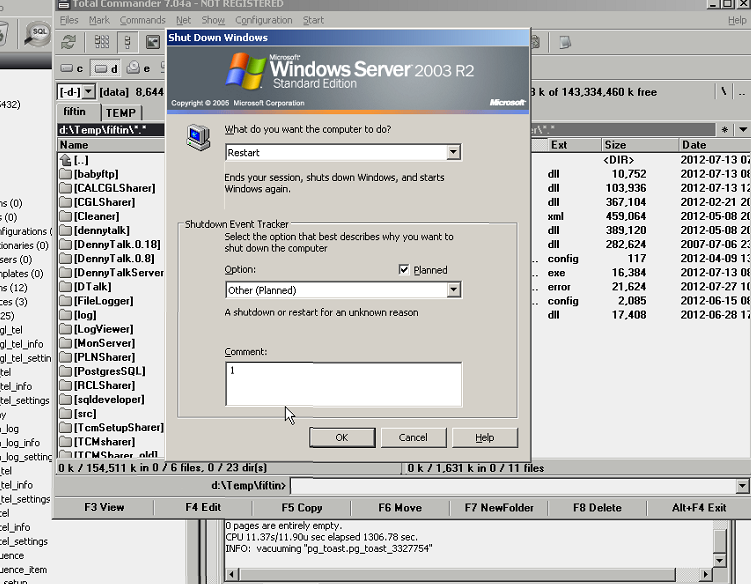 Total Commander 7.04a - NOT REGISTERED
Files Mark Commands Net Show Configuration Start
Help
SQL
c d e
[-d-] [data] 8,644
k of 143,334,460 k free
\ ..
fiftin TEMP
d:\Temp\fiftin\*.*
\*.*
* ▼
Name
Ext Size Date
[..]
[babyftp]
[CALCGLSharer]
[CGLSharer]
[Cleaner]
[dennytalk]
[DennyTalk.0.18]
[DennyTalk.0.8]
[DennyTalkServer
[DTalk]
[FileLogger]
[log]
[LogViewer]
[MonServer]
[PLNSharer]
[PostgresSQL]
[RCLSharer]
[sqldeveloper]
[src]
[TcmSetupSharer]
[TCMsharer]
[TCMSharer_old]
<DIR> 2012-07-13 07
dll 10,752 2012-07-13 08
dll 103,936 2012-07-13 12
dll 367,104 2012-02-21 20
xml 459,064 2012-05-08 20
dll 389,120 2012-05-08 20
dll 282,624 2007-07-06 23
.. config 117 2012-04-09 13
.. exe 16,384 2012-07-13 08
.. error 21,624 2012-07-27 10
.. config 2,085 2012-06-15 08
dll 17,408 2012-06-28 17
5432)
ns (0)
s (0)
nfigurations (
tionaries (0)
sers (0)
mplates (0)
ns (12)
ces (3)
25)
gl_tel
gl_tel_info
gl_tel_settin
tel
tel_info
tel_settings
ay
n_log
n_log_info
n_log_setting
tel
tel_info
tel_settings
tel
tel_info
tel_settings
uence
uence_item
setup
Shut Down Windows
Microsoft
Windows Server 2003 R2
Standard Edition
Copyright © 2005 Microsoft Corporation
Microsoft
What do you want the computer to do?
Restart
Ends your session, shuts down Windows, and starts
Windows again.
Shutdown Event Tracker
Select the option that best describes why you want to
shut down the computer
Option:
Planned
Other (Planned)
A shutdown or restart for an unknown reason
Comment:
1
OK Cancel Help
0 k / 154,511 k in 0 / 6 files, 0 / 23 dir(s)
0 k / 1,631 k in 0 / 11 files
d:\Temp\fiftin>
F3 View F4 Edit F5 Copy F6 Move F7 NewFolder F8 Delete Alt+F4 Exit
0 pages are entirely empty.
CPU 11.37s/11.90u sec elapsed 1306.78 sec.
INFO: vacuuming "pg_toast.pg_toast_3327754"